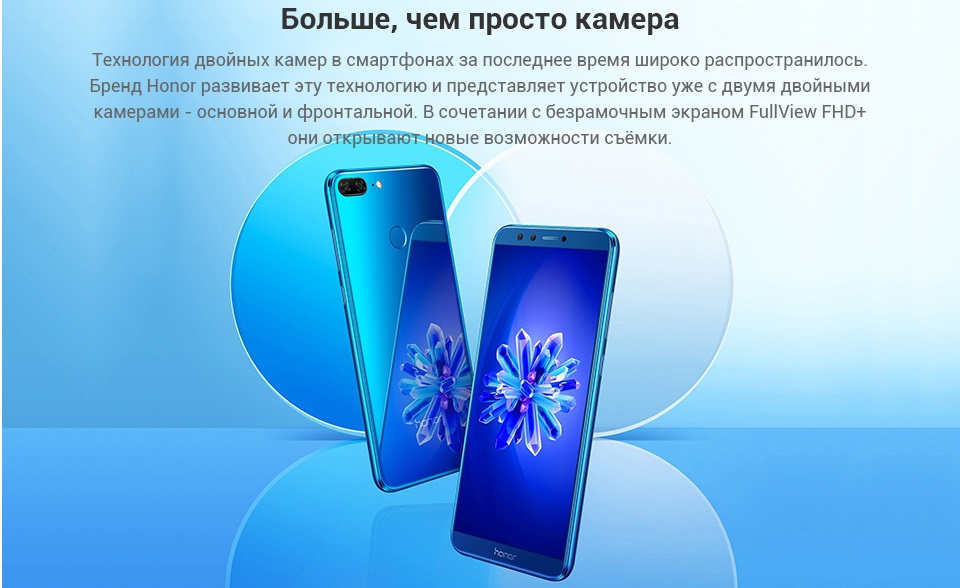 Больше, чем просто камера
Технология двойных камер в смартфонах за последнее время широко распространилось.
Бренд Honor развивает эту технологию и представляет устройство уже с двумя двойными
камерами - основной и фронтальной. В сочетании с безрамочным экраном FullView FHD+
они открывают новые возможности съёмки.
honor
honor